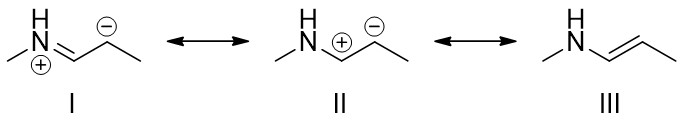 H H H
N N N
⊕ ⊖ ⊕ ⊖
I II III